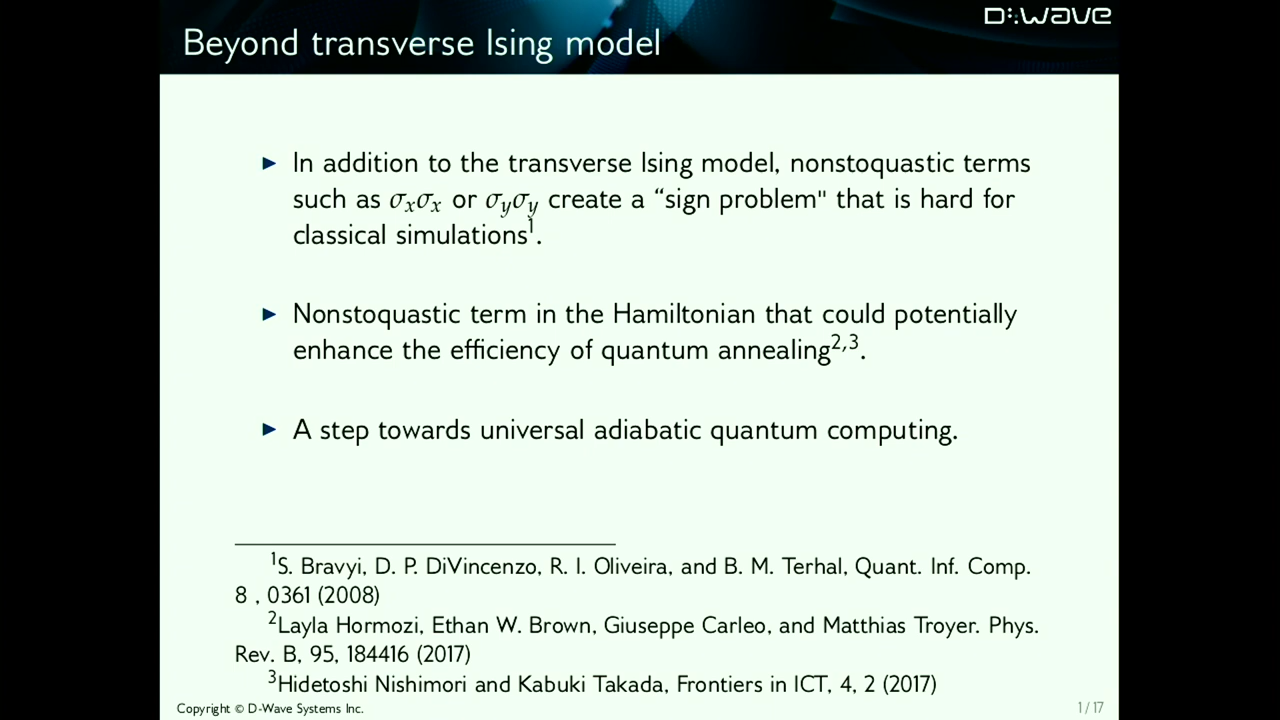 D:wave
Beyond transverse Ising model
▶ In addition to the transverse Ising model, nonstoquastic terms
such as σxσx or σyσy create a “sign problem" that is hard for
classical simulations¹.
▶ Nonstoquastic term in the Hamiltonian that could potentially
enhance the efficiency of quantum annealing²,³.
▶ A step towards universal adiabatic quantum computing.
¹S. Bravyi, D. P. DiVincenzo, R. I. Oliveira, and B. M. Terhal, Quant. Inf. Comp.
8 , 0361 (2008)
²Layla Hormozi, Ethan W. Brown, Giuseppe Carleo, and Matthias Troyer. Phys.
Rev. B, 95, 184416 (2017)
³Hidetoshi Nishimori and Kabuki Takada, Frontiers in ICT, 4, 2 (2017)
Copyright © D-Wave Systems Inc.
1 / 17